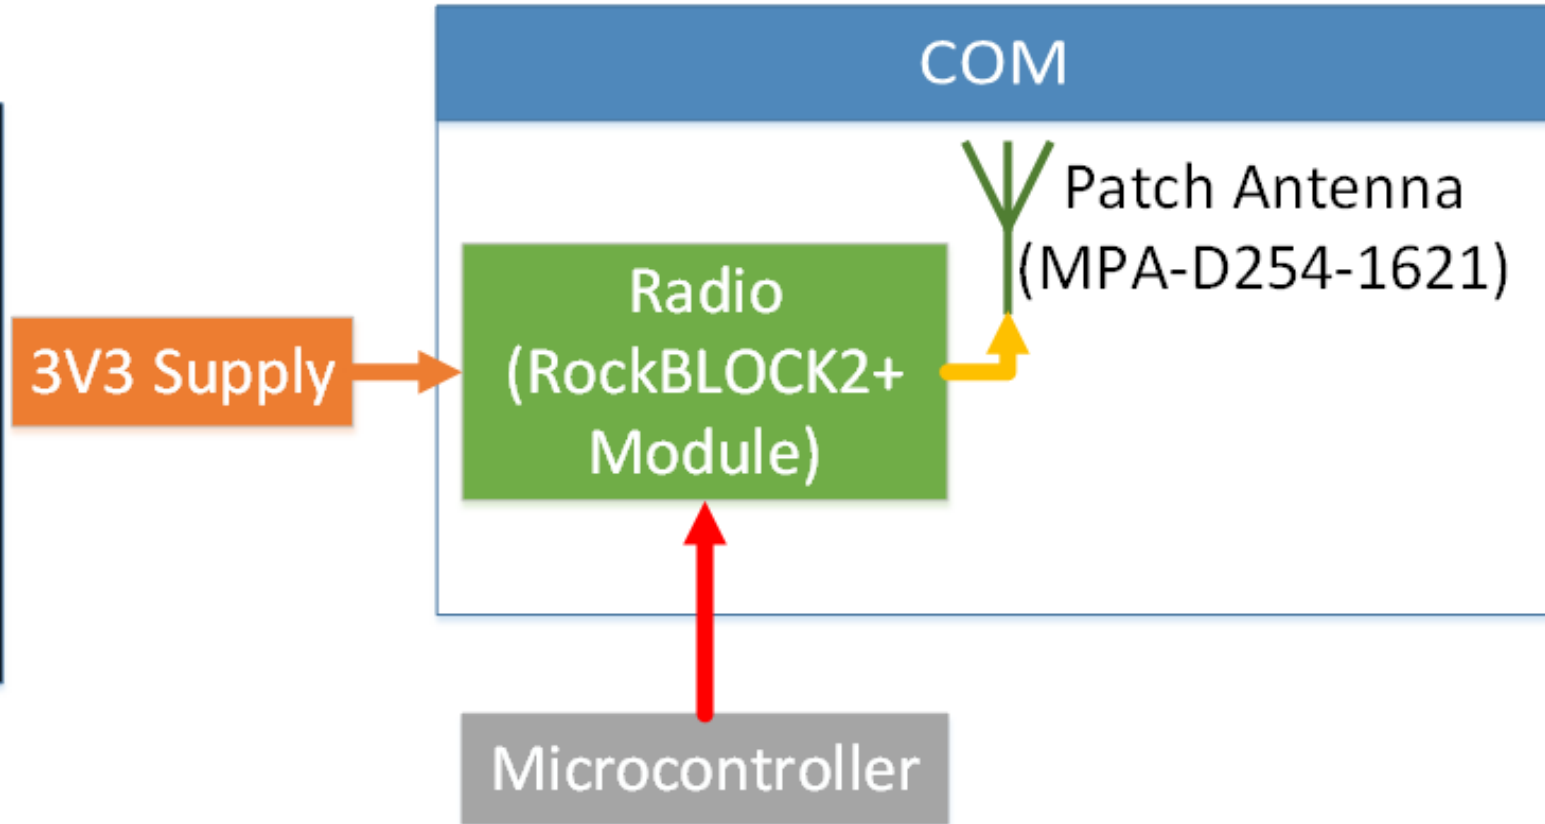 COM
Patch Antenna
(MPA-D254-1621)
Radio
(RockBLOCK2+
Module)
3V3 Supply
Microcontroller